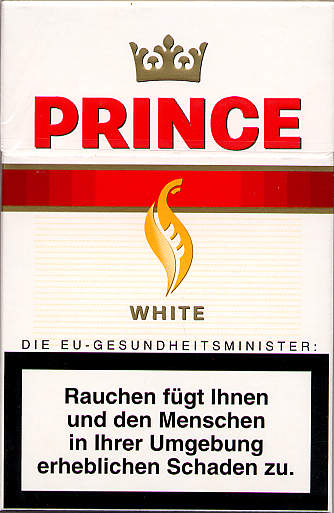 PRINCE
WHITE
DIE EU-GESUNDHEITSMINISTER:
Rauchen fügt Ihnen
und den Menschen
in Ihrer Umgebung
erheblichen Schaden zu.